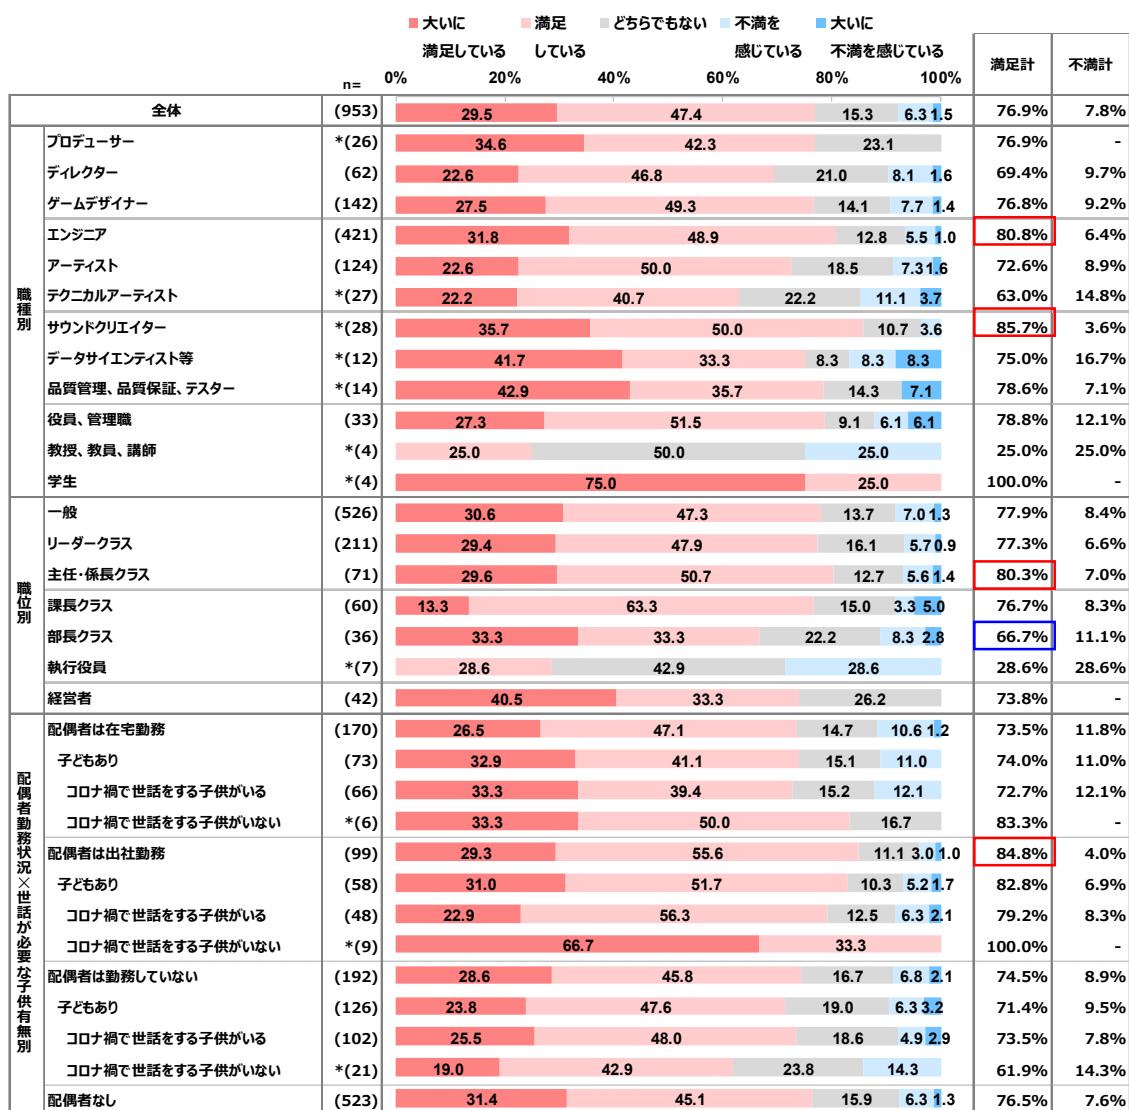 大いに 満足 どちらでもない 不満を 大いに
満足している している 感じている 不満を感じている 満足計 不満計
n= 0% 20% 40% 60% 80% 100%
全体 (953) 29.5 47.4 15.3 6.3 1.5 76.9% 7.8%
職種別
プロデューサー *(26) 34.6 42.3 23.1 76.9% -
ディレクター (62) 22.6 46.8 21.0 8.1 1.6 69.4% 9.7%
ゲームデザイナー (142) 27.5 49.3 14.1 7.7 1.4 76.8% 9.2%
エンジニア (421) 31.8 48.9 12.8 5.5 1.0 80.8% 6.4%
アーティスト (124) 22.6 50.0 18.5 7.3 1.6 72.6% 8.9%
テクニカルアーティスト *(27) 22.2 40.7 22.2 11.1 3.7 63.0% 14.8%
サウンドクリエイター *(28) 35.7 50.0 10.7 3.6 85.7% 3.6%
データサイエンティスト等 *(12) 41.7 33.3 8.3 8.3 8.3 75.0% 16.7%
品質管理、品質保証、テスター *(14) 42.9 35.7 14.3 7.1 78.6% 7.1%
役員、管理職 (33) 27.3 51.5 9.1 6.1 6.1 78.8% 12.1%
教授、教員、講師 *(4) 25.0 50.0 25.0 25.0% 25.0%
学生 *(4) 75.0 25.0 100.0% -
職位別
一般 (526) 30.6 47.3 13.7 7.0 1.3 77.9% 8.4%
リーダークラス (211) 29.4 47.9 16.1 5.7 0.9 77.3% 6.6%
主任・係長クラス (71) 29.6 50.7 12.7 5.6 1.4 80.3% 7.0%
課長クラス (60) 13.3 63.3 15.0 3.3 5.0 76.7% 8.3%
部長クラス (36) 33.3 33.3 22.2 8.3 2.8 66.7% 11.1%
執行役員 *(7) 28.6 42.9 28.6 28.6% 28.6%
経営者 (42) 40.5 33.3 26.2 73.8% -
配偶者勤務状況×世話が必要な子供有無別
配偶者は在宅勤務 (170) 26.5 47.1 14.7 10.6 1.2 73.5% 11.8%
子どもあり (73) 32.9 41.1 15.1 11.0 74.0% 11.0%
コロナ禍で世話をする子供がいる (66) 33.3 39.4 15.2 12.1 72.7% 12.1%
コロナ禍で世話をする子供がいない *(6) 33.3 50.0 16.7 83.3% -
配偶者は出社勤務 (99) 29.3 55.6 11.1 3.0 1.0 84.8% 4.0%
子どもあり (58) 31.0 51.7 10.3 5.2 1.7 82.8% 6.9%
コロナ禍で世話をする子供がいる (48) 22.9 56.3 12.5 6.3 2.1 79.2% 8.3%
コロナ禍で世話をする子供がいない *(9) 66.7 33.3 100.0% -
配偶者は勤務していない (192) 28.6 45.8 16.7 6.8 2.1 74.5% 8.9%
子どもあり (126) 23.8 47.6 19.0 6.3 3.2 71.4% 9.5%
コロナ禍で世話をする子供がいる (102) 25.5 48.0 18.6 4.9 2.9 73.5% 7.8%
コロナ禍で世話をする子供がいない *(21) 19.0 42.9 23.8 14.3 61.9% 14.3%
配偶者なし (523) 31.4 45.1 15.9 6.3 1.3 76.5% 7.6%